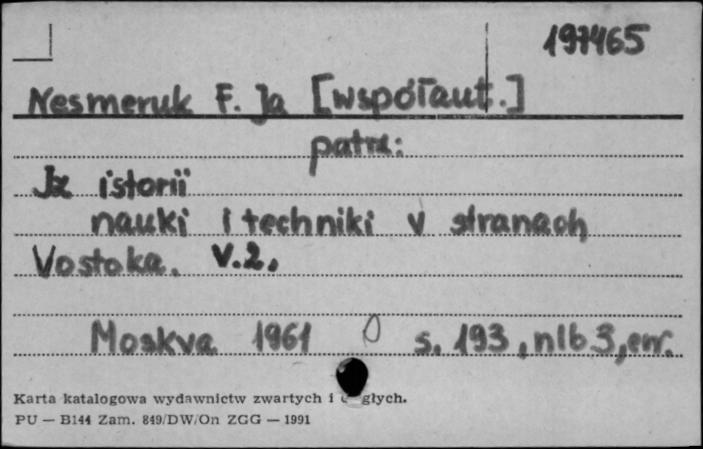 197465
Nesmeruk F. Ja [współaut.]
patrz:
Iz istorii
nauki i techniki v stranach
Vostoka. V.2.
Moskva 1961 s. 193, nlb 3, err.
Karta katalogowa wydawnictw zwartych i głych.
PU — B144 Zam. 849/DW/On ZGG — 1991